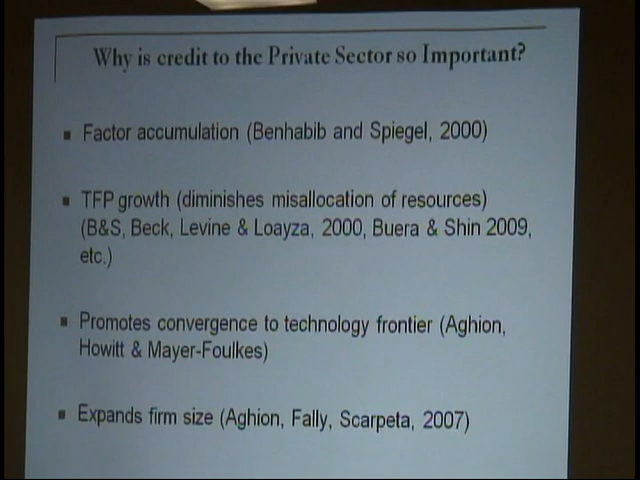 Why is credit to the Private Sector so Important?
Factor accumulation (Benhabib and Spiegel, 2000)
TFP growth (diminishes misallocation of resources)
(B&S, Beck, Levine & Loayza, 2000, Buera & Shin 2009,
etc.)
Promotes convergence to technology frontier (Aghion,
Howitt & Mayer-Foulkes)
Expands firm size (Aghion, Fally, Scarpeta, 2007)